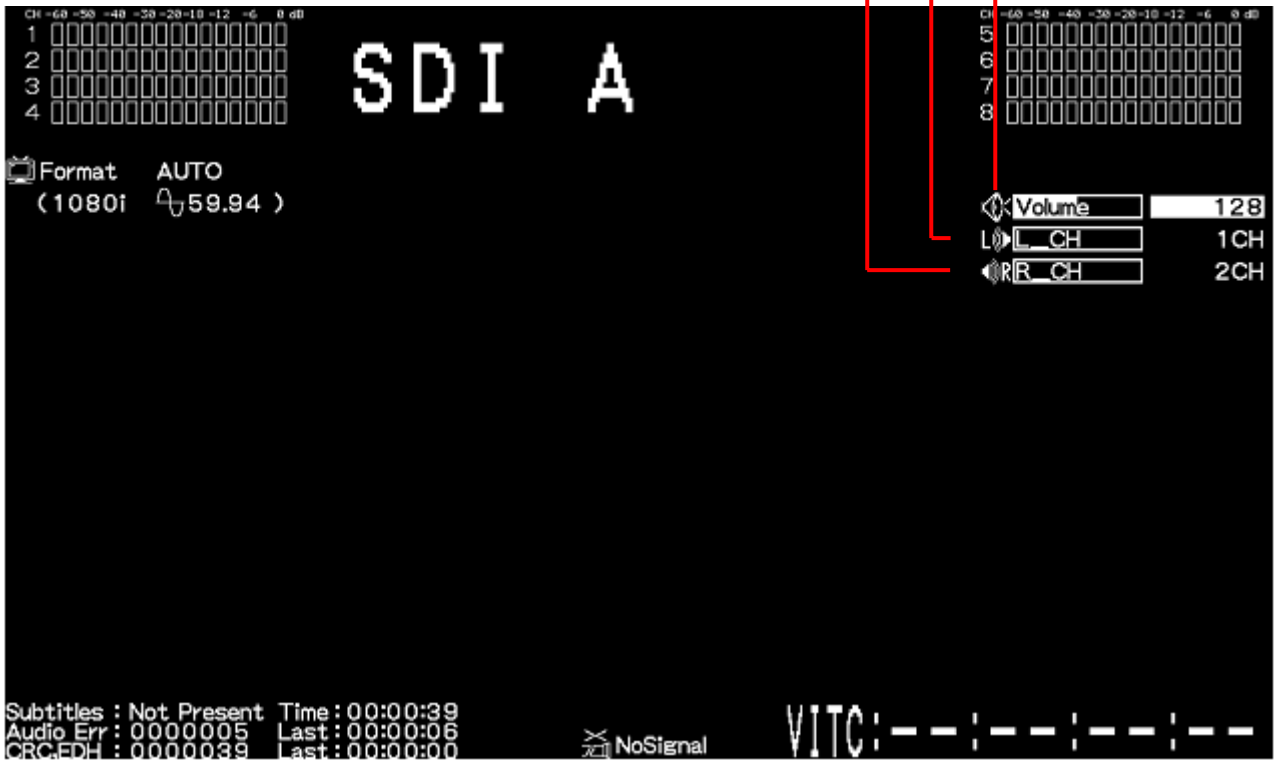 CH -60 -50 -40 -30 -20 -10 -12 -6 0 dB
1
2
3
4
SDI A
CH -60 -50 -40 -30 -20 -10 -12 -6 0 dB
5
6
7
8
Format AUTO
(1080i 59.94 )
Volume 128
L L_CH 1CH
R R_CH 2CH
Subtitles : Not Present Time : 00:00:39
Audio Err : 0000005 Last : 00:00:06
CRC.EDH : 0000039 Last : 00:00:00
NoSignal
VITC:--:--:--:--